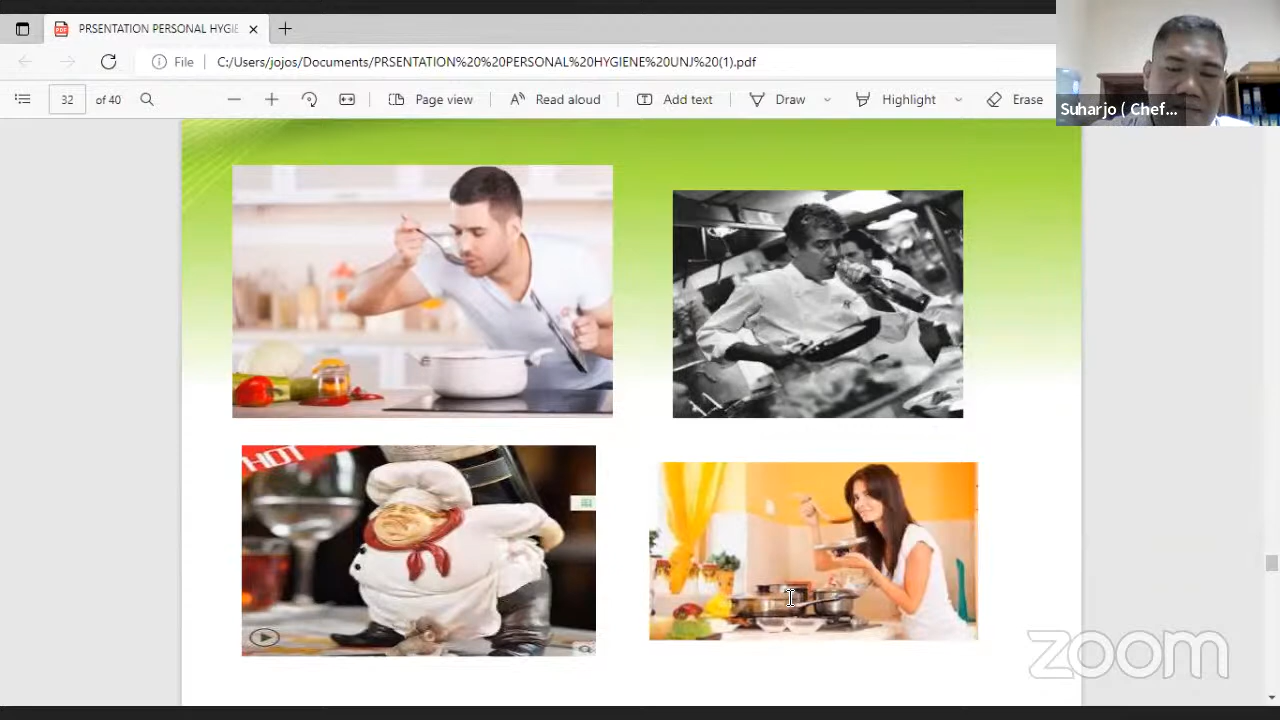 PRSENTATION PERSONAL HYGIE
File
C:/Users/jojos/Documents/PRSENTATION%20%20PERSONAL%20HYGIENE%20UNJ%20(1).pdf
32 of 40
Page view
Read aloud
Add text
Draw
Highlight
Erase
Suharjo ( Chef...
HOT
zoom